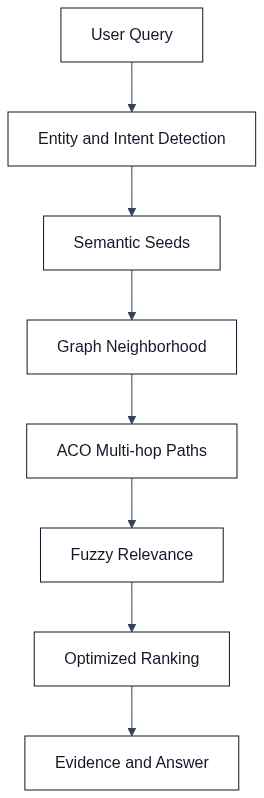 User Query
Entity and Intent Detection
Semantic Seeds
Graph Neighborhood
ACO Multi-hop Paths
Fuzzy Relevance
Optimized Ranking
Evidence and Answer